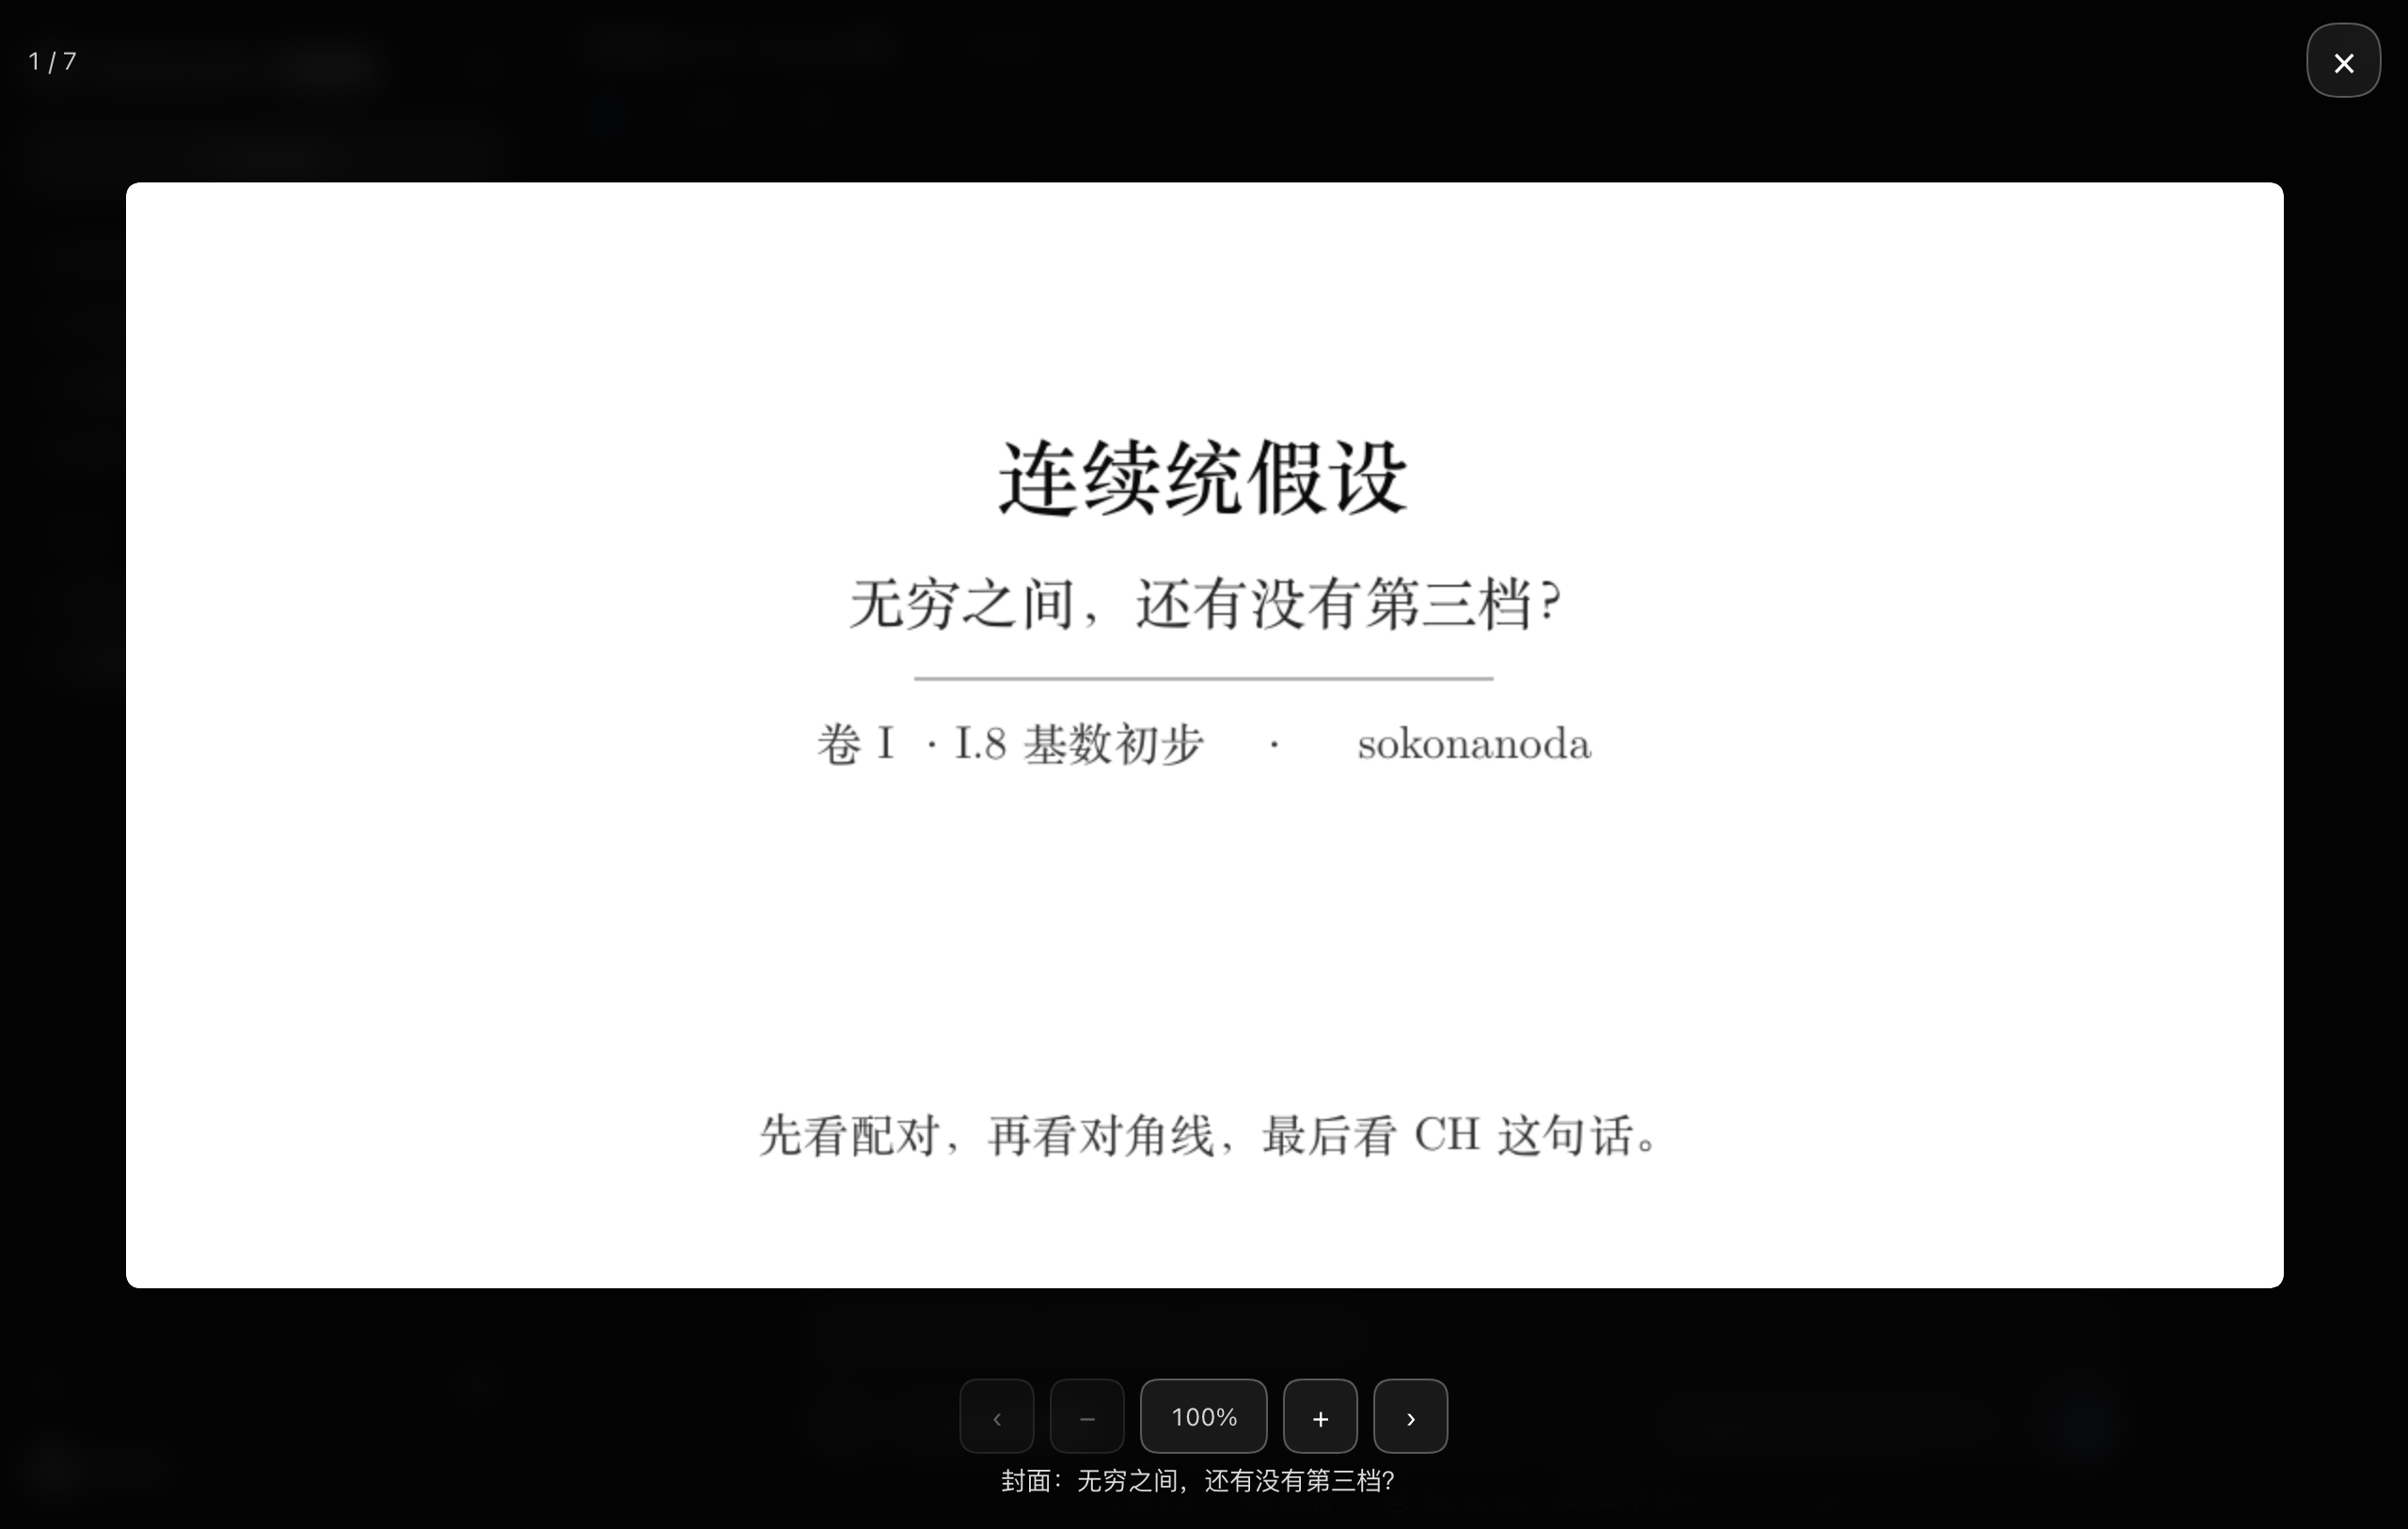 1 / 7
×
连续统假设
无穷之间，还有没有第三档?
卷 I · I.8 基数初步 · sokonanoda
先看配对，再看对角线，最后看 CH 这句话。
‹ − 100% + ›
封面：无穷之间，还有没有第三档?